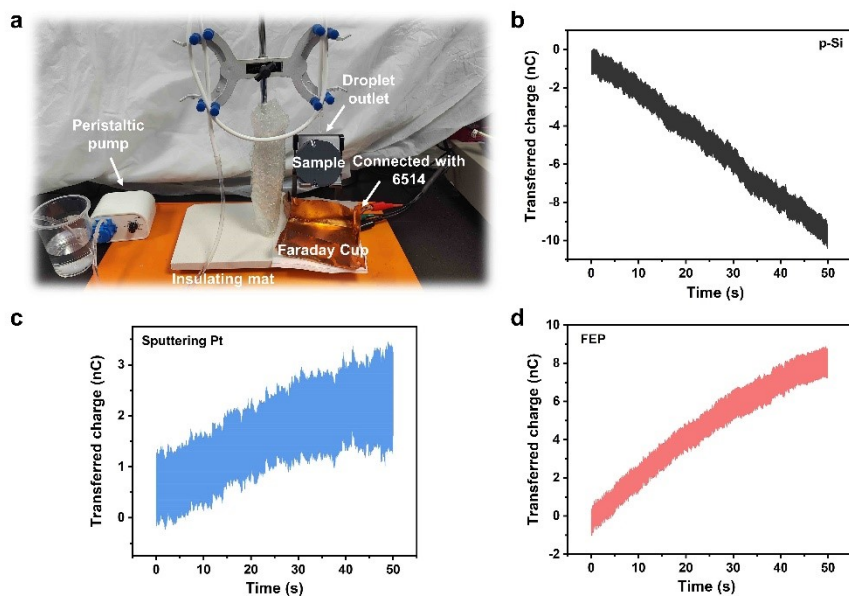 a
Droplet
outlet
Peristaltic
pump
Sample
Connected with
6514
Faraday Cup
Insulating mat
b
p-Si
0
-2
-4
-6
-8
-10
Transferred charge (nC)
0 10 20 30 40 50
Time (s)
c
Sputtering Pt
3
2
1
0
Transferred charge (nC)
0 10 20 30 40 50
Time (s)
d
FEP
10
8
6
4
2
0
-2
Transferred charge (nC)
0 10 20 30 40 50
Time (s)